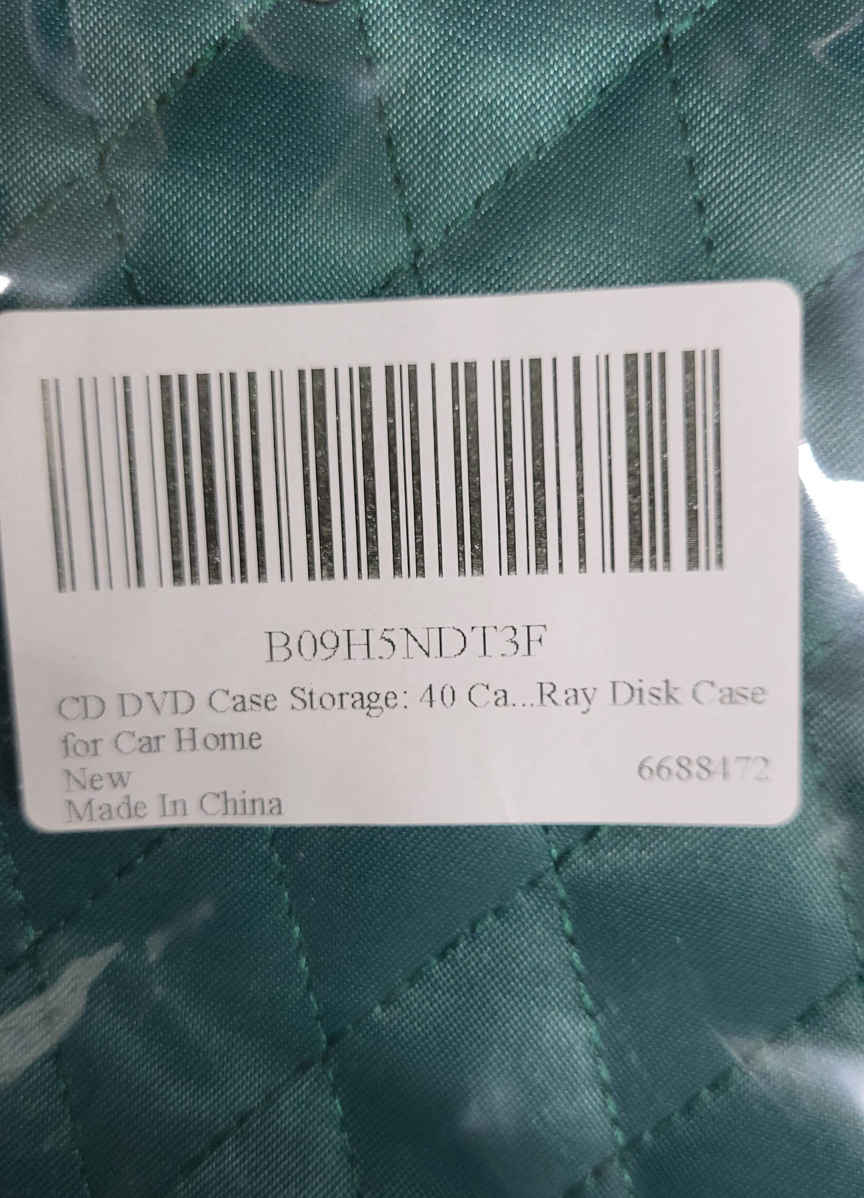 B09H5NDT3F
CD DVD Case Storage: 40 Ca...Ray Disk Case
for Car Home
New
6688472
Made In China